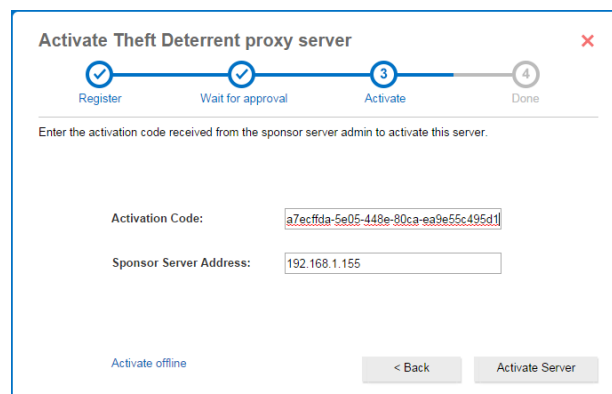 Activate Theft Deterrent proxy server
3
4
Register
Wait for approval
Activate
Done
Enter the activation code received from the sponsor server admin to activate this server.
Activation Code:
a7ecffda-5e05-448e-80ca-ea9e55c495d1
Sponsor Server Address:
192.168.1.155
Activate offline
< Back
Activate Server